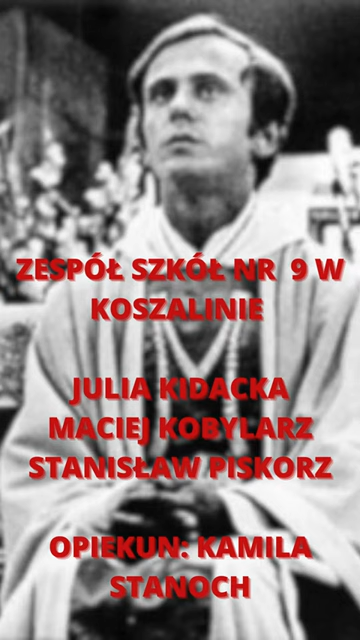 ZESPÓŁ SZKÓŁ NR 9 W
KOSZALINIE
JULIA KIDACKA
MACIEJ KOBYLARZ
STANISŁAW PISKORZ
OPIEKUN: KAMILA
STANOCH